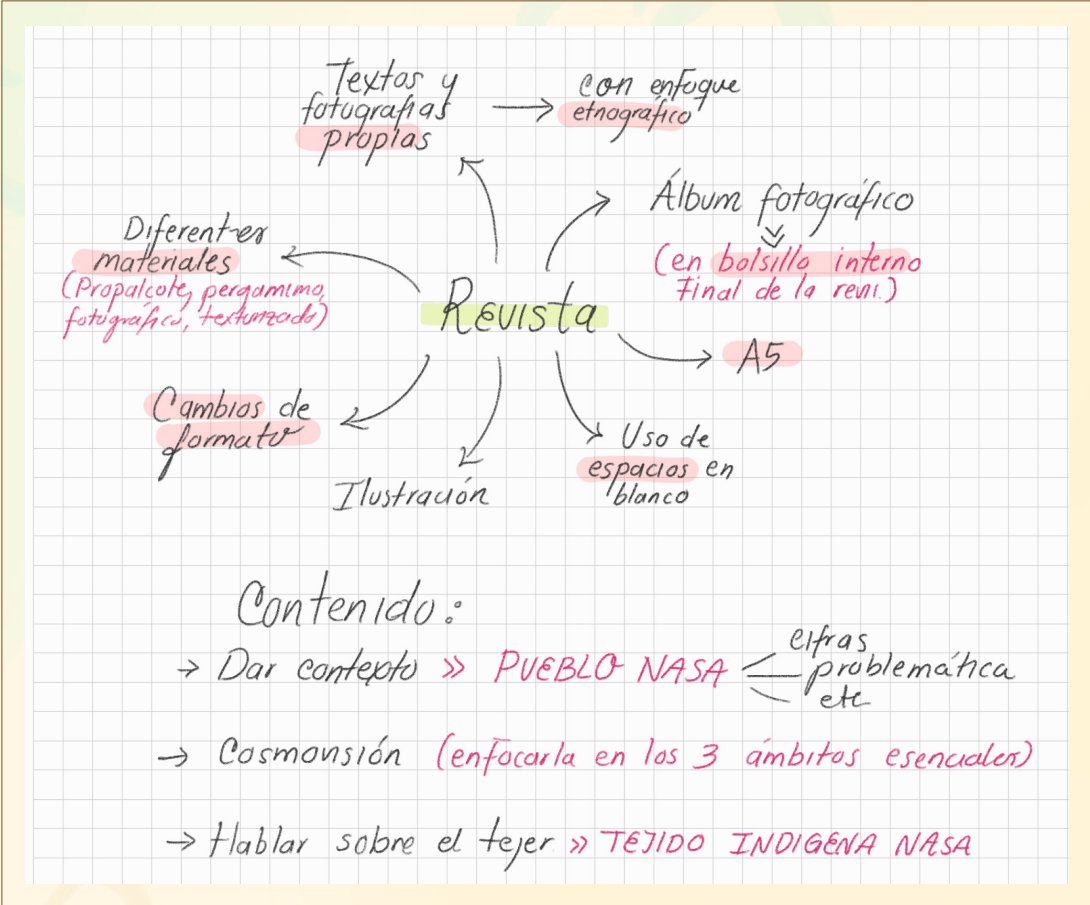 Textos y
fotografias
propias
con enfoque
etnográfico
Álbum fotográfico
(en bolsillo interno
Final de la revi.)
Diferentes
materiales
(Propalcote, pergamimo,
fotográfico, texturizado)
Revista
A5
Cambios de
formato
Ilustración
Uso de
espacios en
blanco
Contenido:
→ Dar contexto » PUEBLO NASA
cifras
problemática
etc
→ Cosmovisión (enfocarla en los 3 ámbitos esenciales)
→ Hablar sobre el tejer » TEJIDO INDIGENA NASA